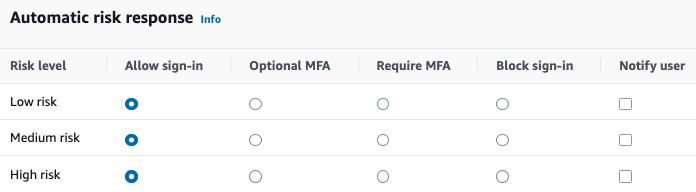 Automatic risk response Info
Risk level Allow sign-in Optional MFA Require MFA Block sign-in Notify user
Low risk
Medium risk
High risk